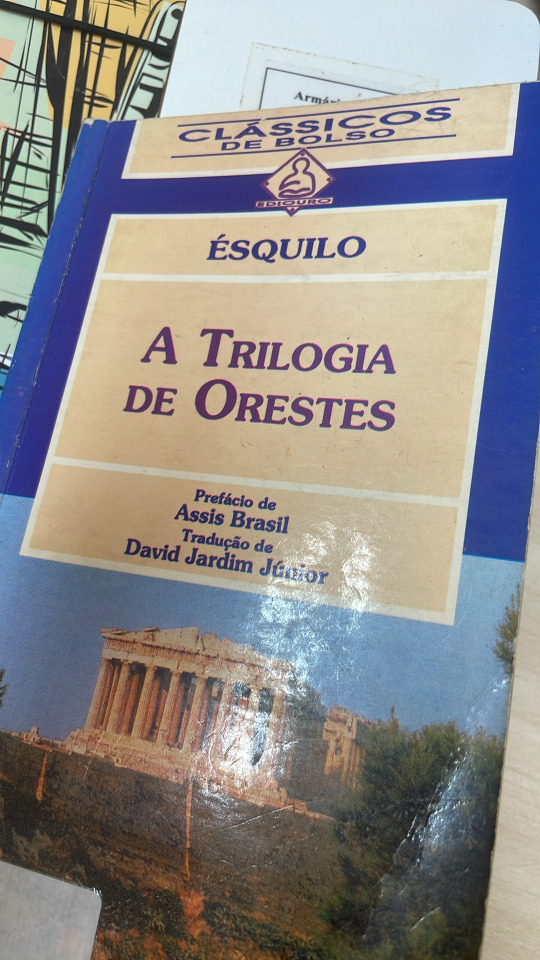 CLÁSSICOS
DE BOLSO
EDIOURO
ÉSQUILO
A TRILOGIA
DE ORESTES
Prefácio de
Assis Brasil
Tradução de
David Jardim Júnior